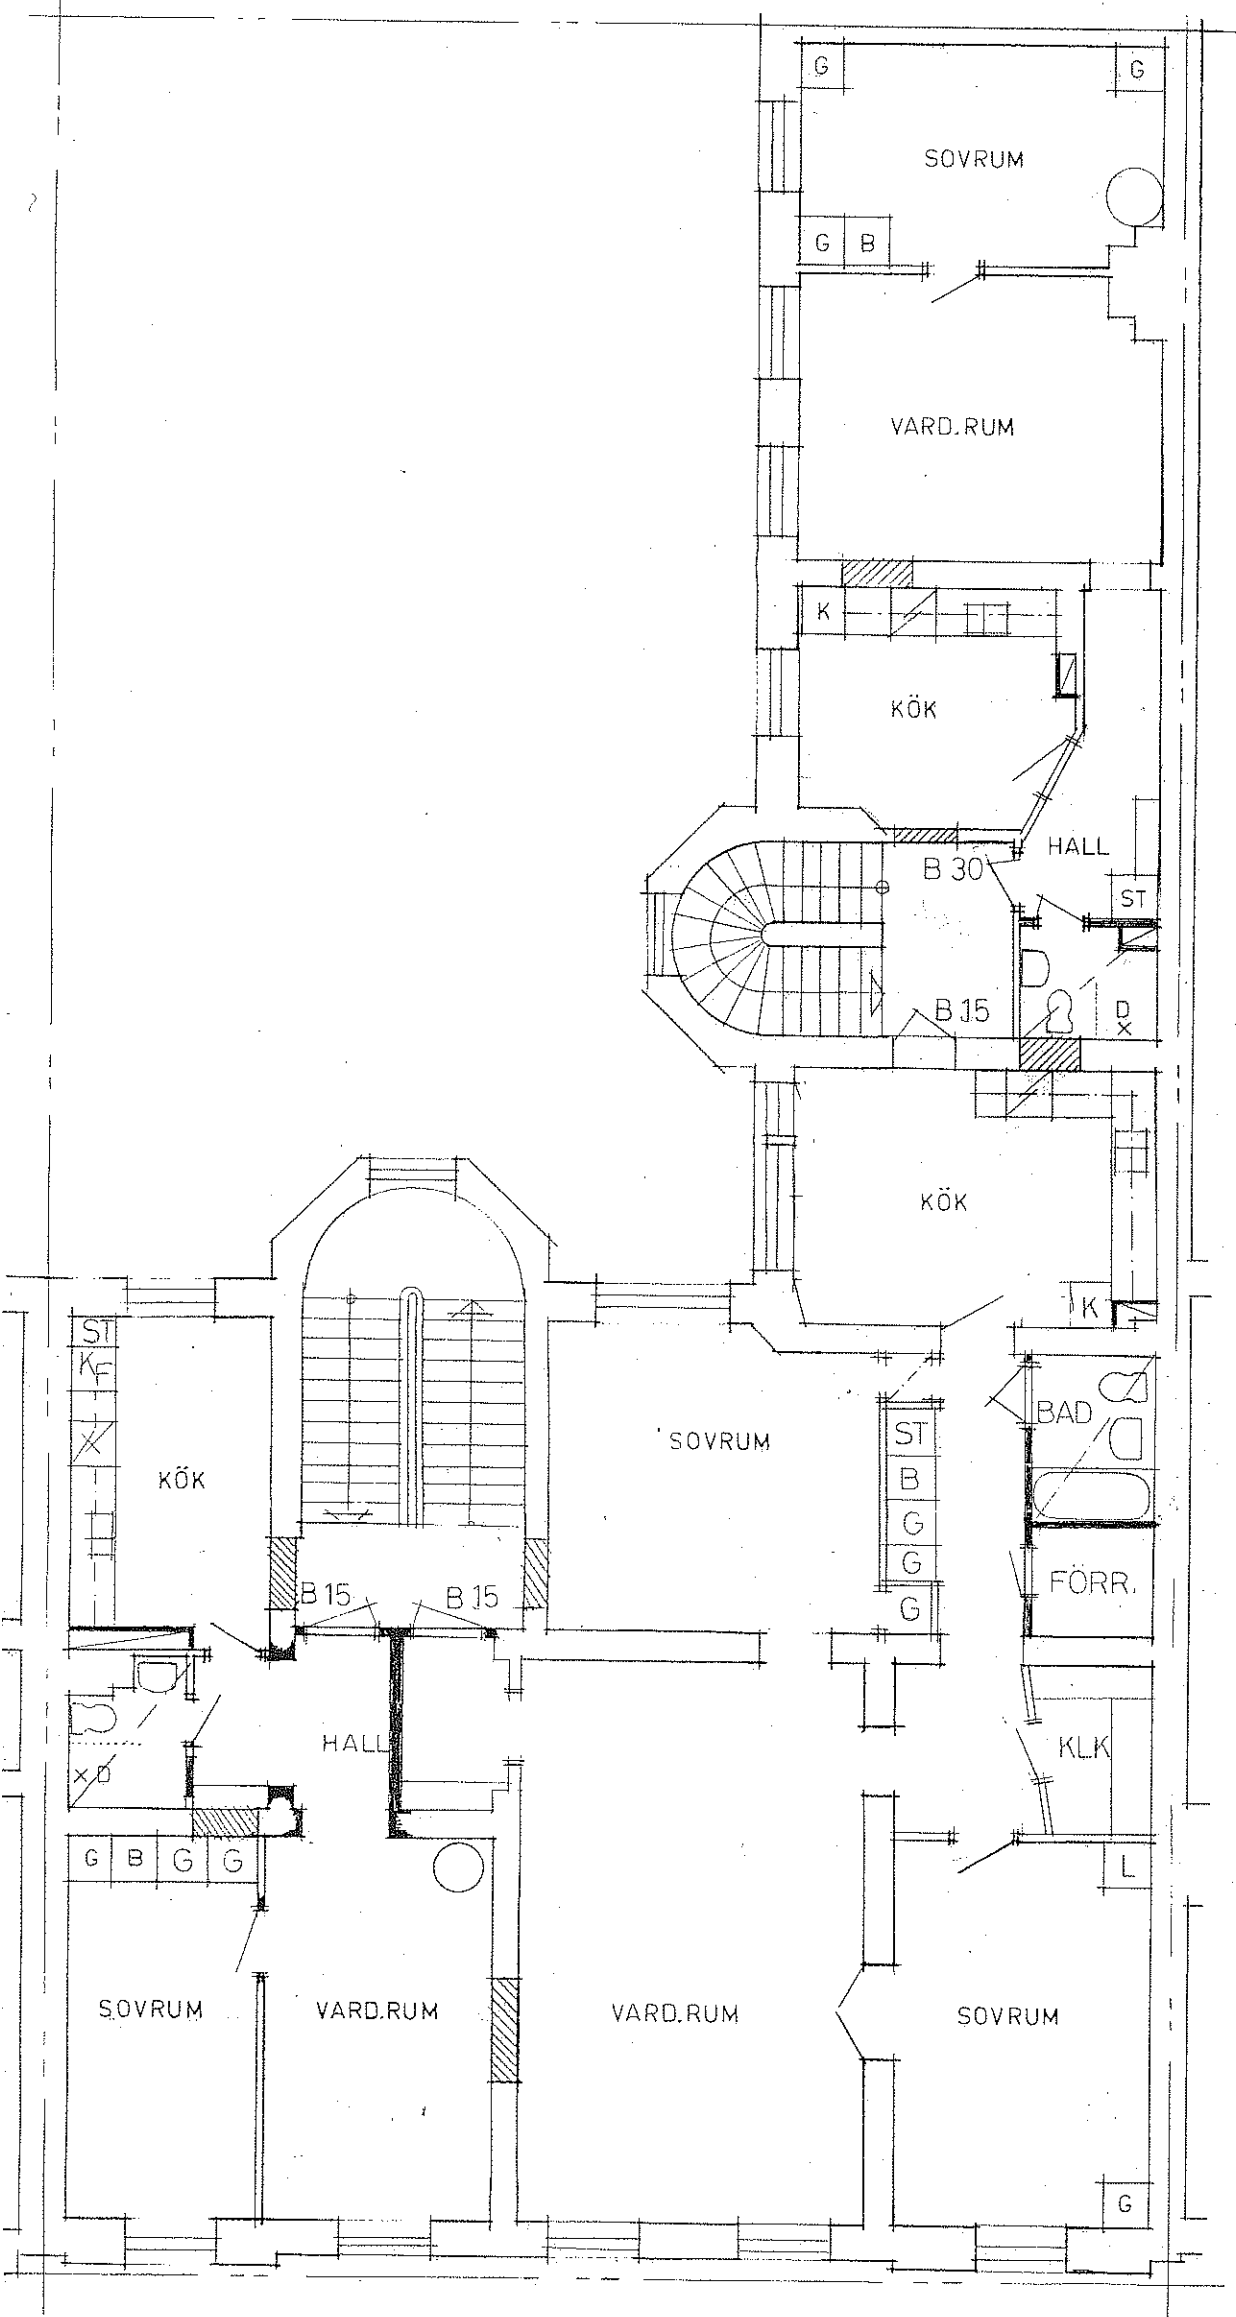 G
G
SOVRUM
G B
VARD.RUM
K
KÖK
B 30
HALL
ST
B 15
D
x
KÖK
K
ST
KF
SOVRUM
BAD
ST
B
G
G
G
KÖK
FÖRR.
B 15
B 15
HALL
KLK
x D
G B G G
L
SOVRUM
VARD.RUM
VARD.RUM
SOVRUM
G